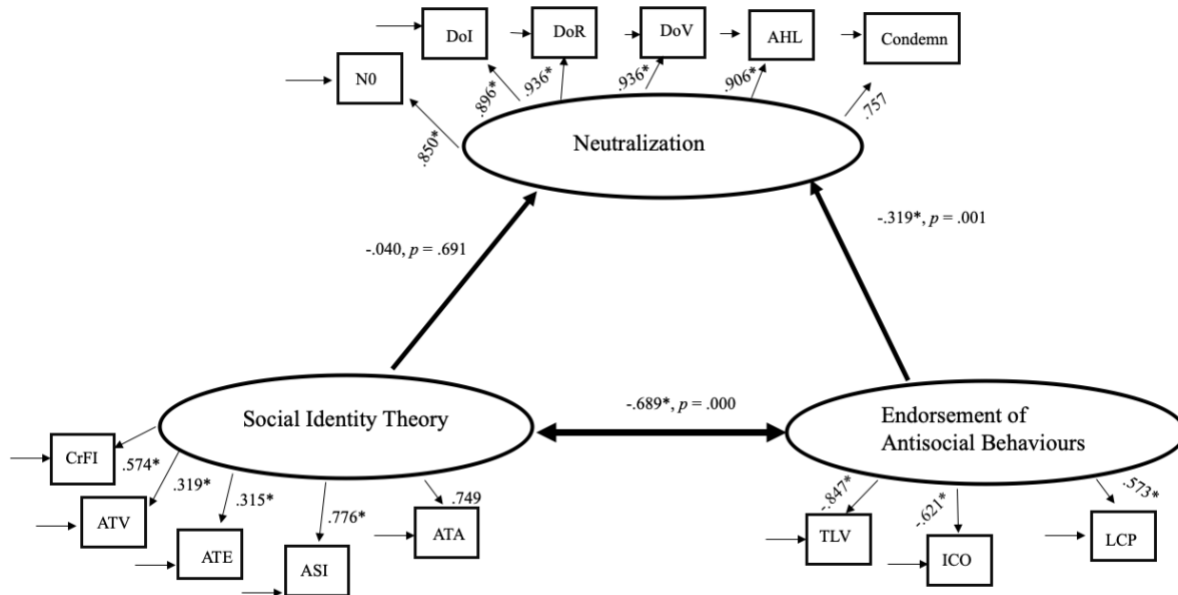 DoI
DoR
DoV
AHL
Condemn
N0
.850*
.896*
.936*
.936*
.906*
.757
Neutralization
-.040, p = .691
-.319*, p = .001
-.689*, p = .000
Social Identity Theory
Endorsement of
Antisocial Behaviours
CrFI
.574*
.319*
.315*
.776*
.749
ATV
ATE
ASI
ATA
-.847*
-.621*
.573*
TLV
ICO
LCP